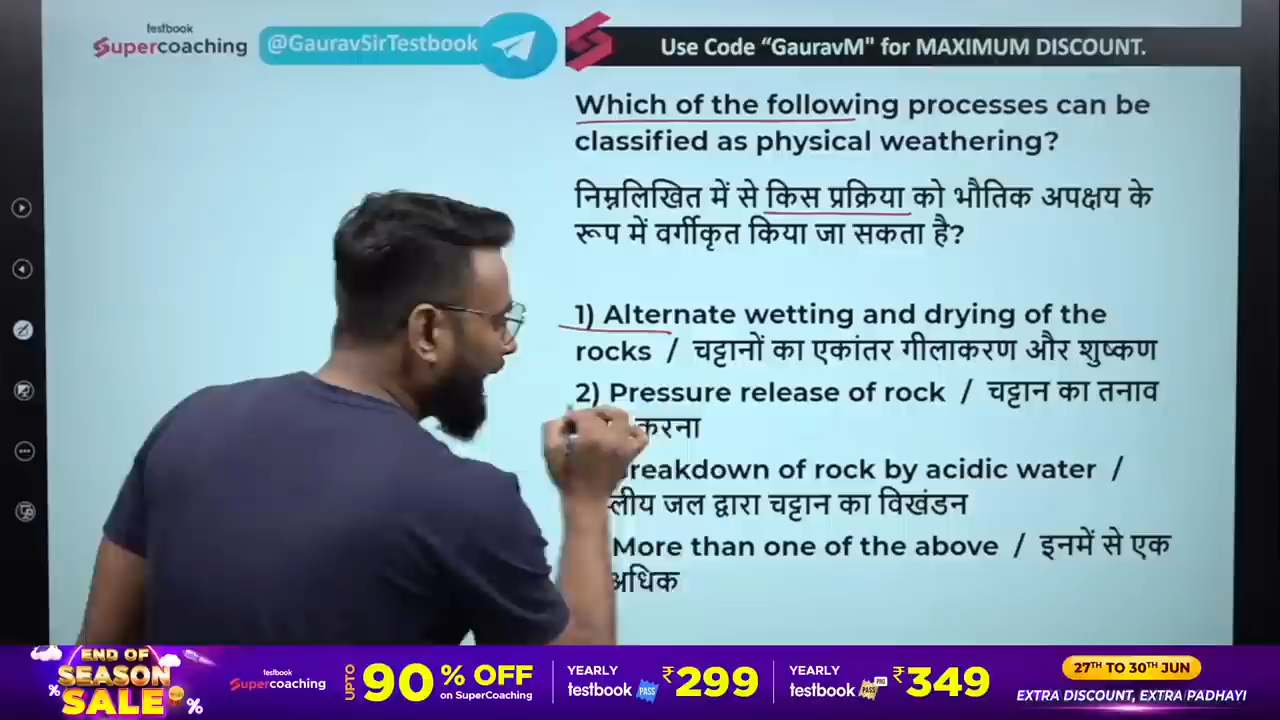 testbook
Supercoaching
@GauravSirTestbook
Use Code “GauravM" for MAXIMUM DISCOUNT.
Which of the following processes can be
classified as physical weathering?
निम्नलिखित में से किस प्रक्रिया को भौतिक अपक्षय के
रूप में वर्गीकृत किया जा सकता है?
1) Alternate wetting and drying of the
rocks / चट्टानों का एकांतर गीलाकरण और शुष्कण
2) Pressure release of rock / चट्टान का तनाव
करना
breakdown of rock by acidic water /
जल द्वारा चट्टान का विखंडन
More than one of the above / इनमें से एक
अधिक
END OF
SEASON
SALE
testbook
Supercoaching
UPTO 90% OFF
on SuperCoaching
YEARLY
testbook PASS
₹299
YEARLY
testbook PASS PRO
₹349
27TH TO 30TH JUN
EXTRA DISCOUNT, EXTRA PADHAYI